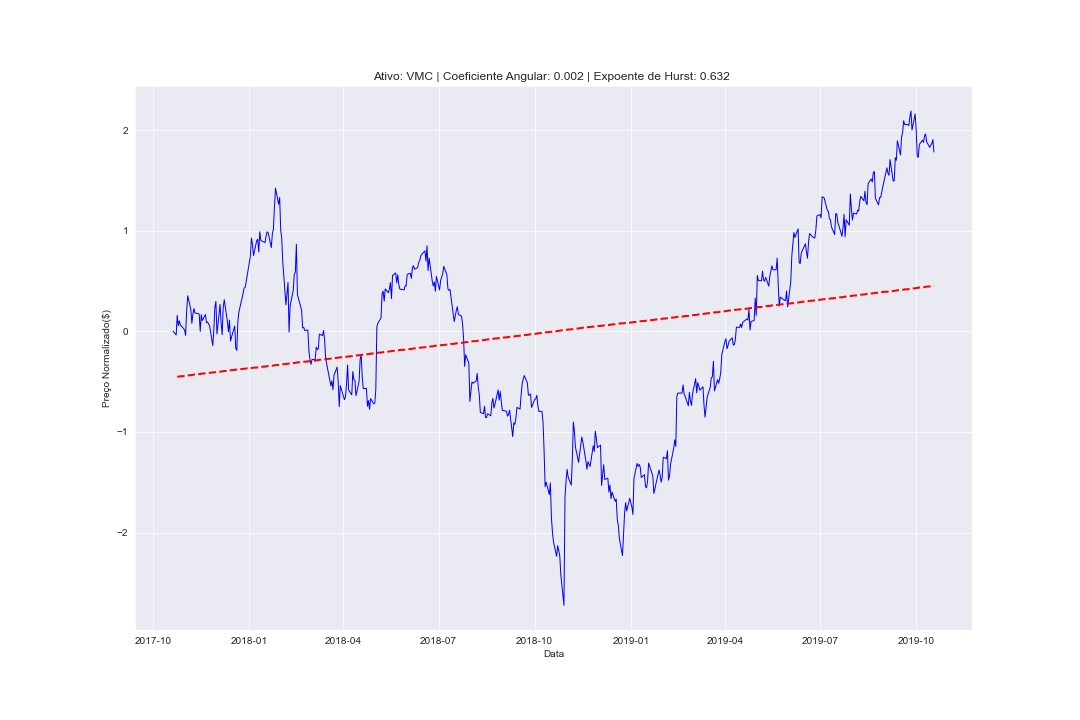 Ativo: VMC | Coeficiente Angular: 0.002 | Expoente de Hurst: 0.632
Preço Normalizado($)
2
1
0
−1
−2
2017-10 2018-01 2018-04 2018-07 2018-10 2019-01 2019-04 2019-07 2019-10
Data